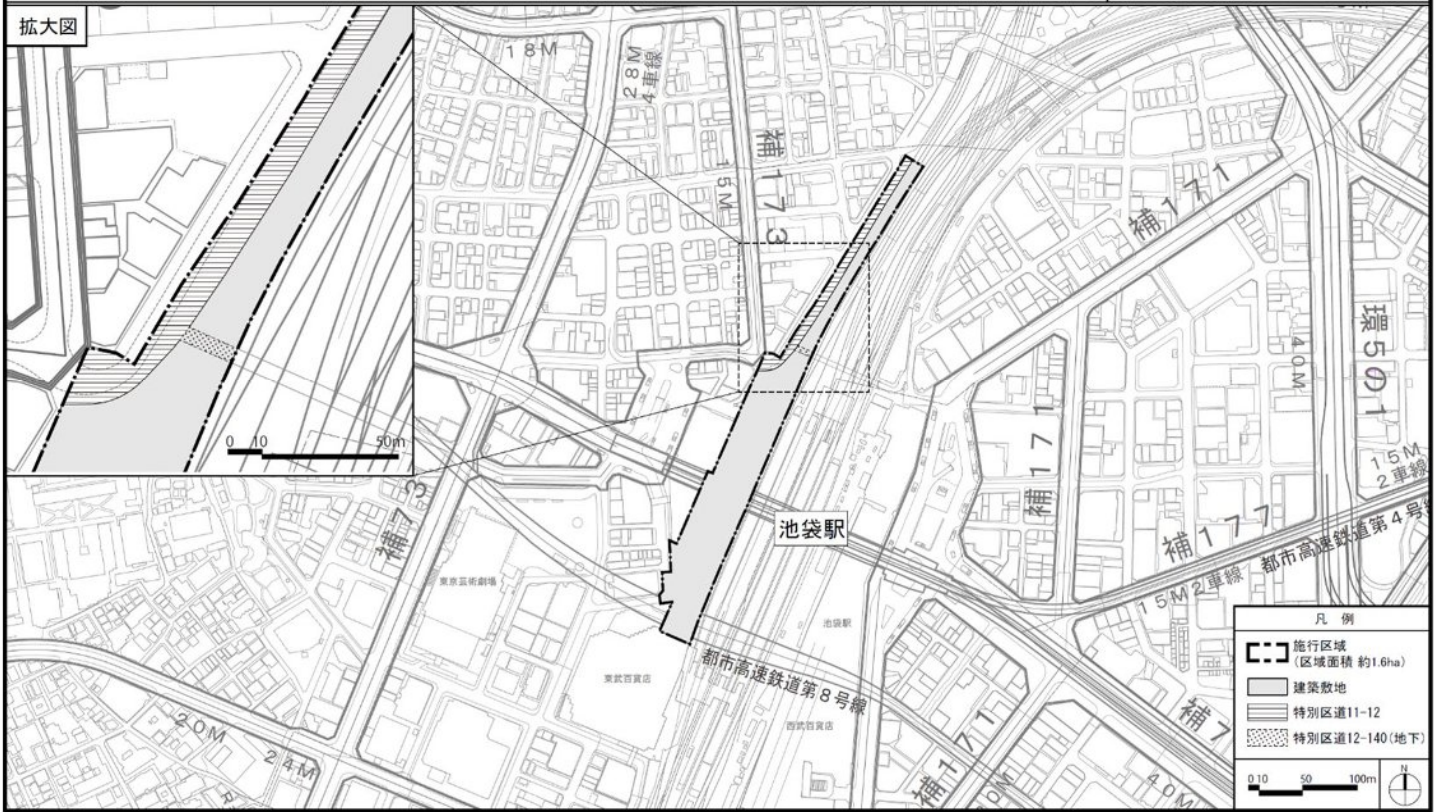 拡大図
0 10 50m
18M
28M
4車線
補173
15M
補171
環5の1
40M
15M
2車線
補171
補177
都市高速鉄道第4号線
15M2車線
池袋駅
補73
東京芸術劇場
池袋駅
東武百貨店
都市高速鉄道第8号線
西武百貨店
20M
24M
補171
補7
40M
凡 例
施行区域
(区域面積 約1.6ha)
建築敷地
特別区道11-12
特別区道12-140(地下)
0 10 50 100m
N